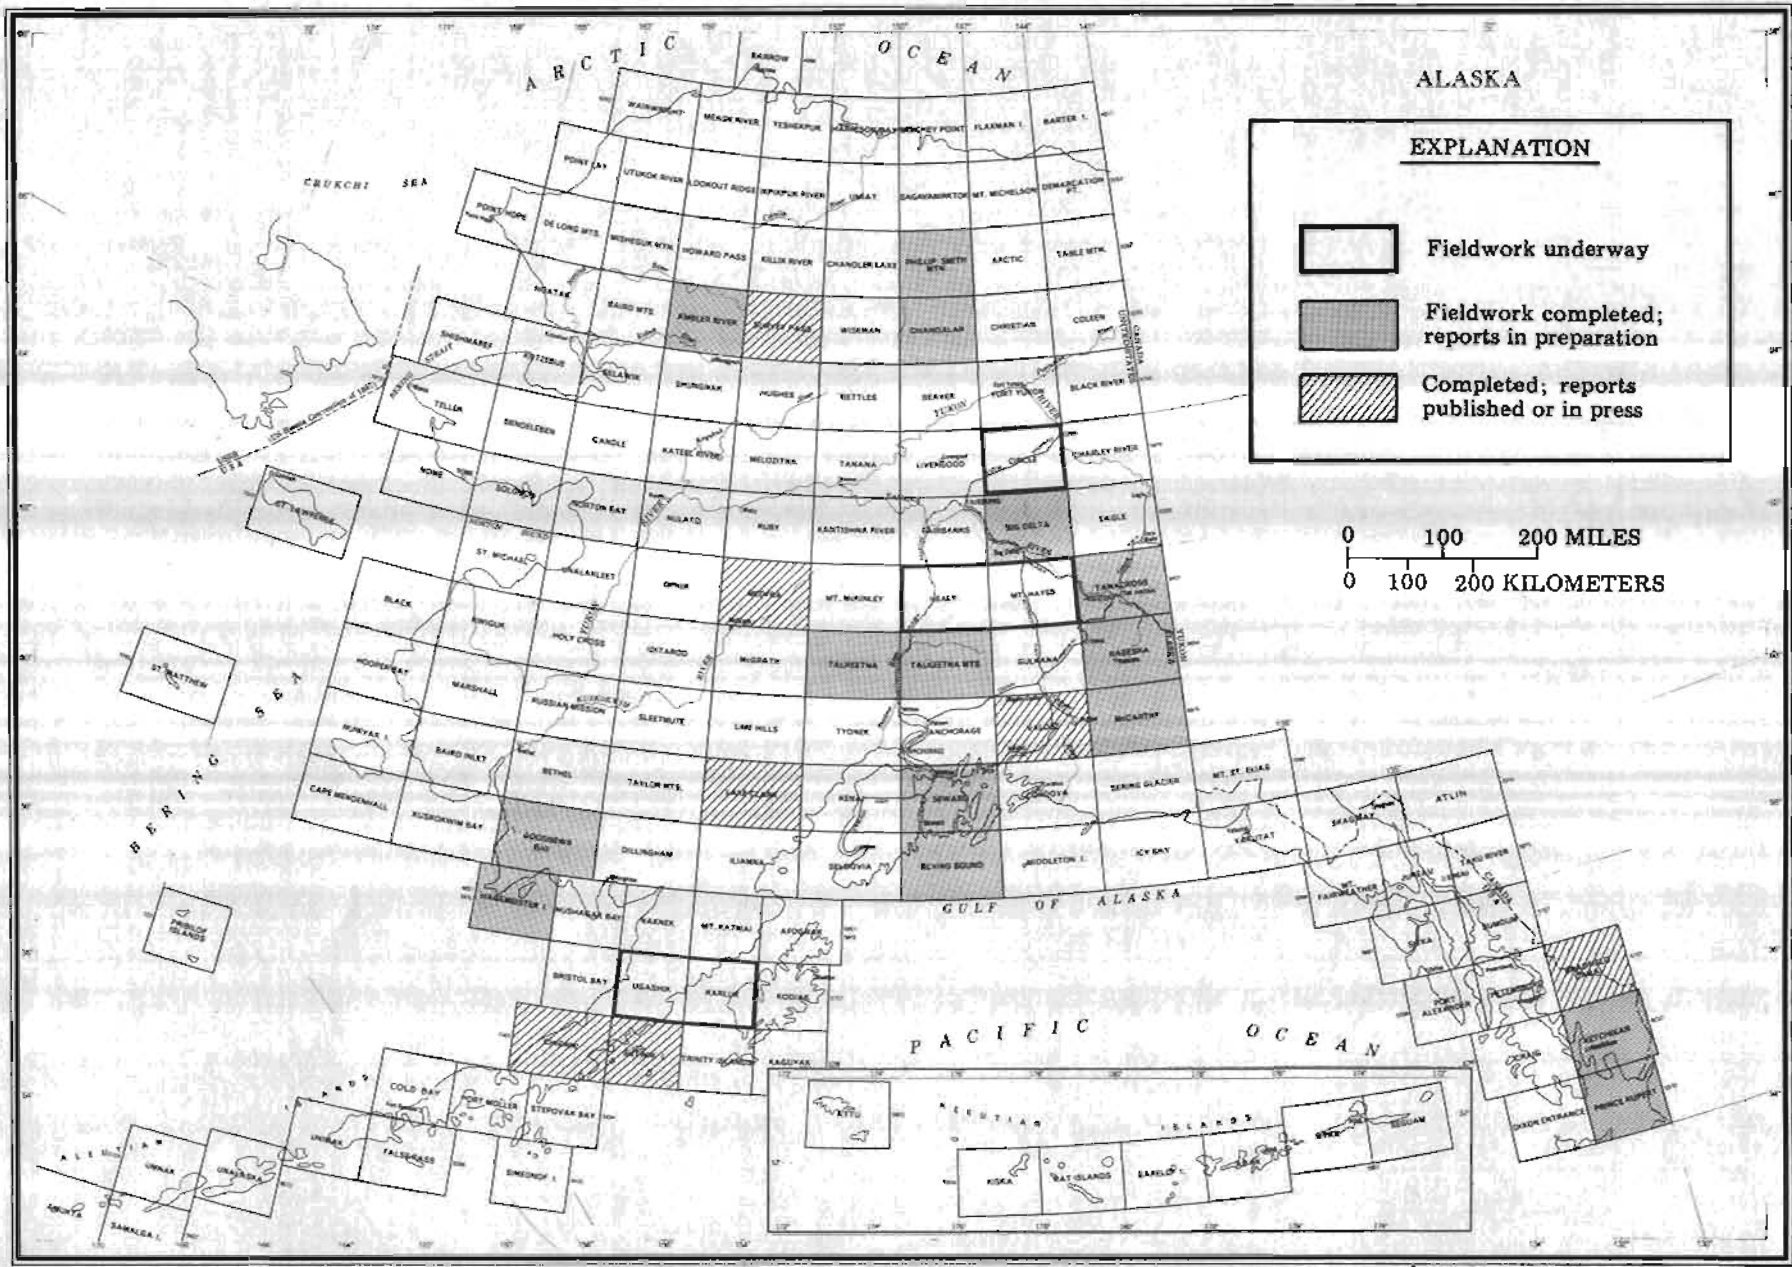 ARCTIC OCEAN
ALASKA
EXPLANATION
Fieldwork underway
Fieldwork completed;
reports in preparation
Completed; reports
published or in press
0 100 200 MILES
0 100 200 KILOMETERS
CHUKCHI SEA
BERING SEA
GULF OF ALASKA
PACIFIC OCEAN
BARROW
WAINWRIGHT
MEADE RIVER
TESHEKPUK
FLAXMAN I.
BARTER I.
POINT LAY
UTUKOK RIVER
LOOKOUT RIDGE
IKPIKPUK RIVER
UMIAT
SAGAVANIRKTOK
MT. MICHELSON
DEMARCATION
PT.
POINT HOPE
DE LONG MTS.
MISHEGUK MTN.
HOWARD PASS
KILLIK RIVER
CHANDLER LAKE
PHILIP SMITH
MTN.
ARCTIC
TABLE MTN.
NOATAK
BAIRD MTS.
AMBLER RIVER
SURVEY PASS
WISEMAN
CHANDALAR
CHRISTIAN
COLEEN
SHISHMAREF
KOTZEBUE
SELAWIK
SHUNGNAK
HUGHES
BETTLES
BEAVER
FORT YUKON
BLACK RIVER
TELLER
BENDELEBEN
CANDLE
KATEEL RIVER
MELOZITNA
TANANA
LIVENGOOD
CIRCLE
CHARLEY RIVER
NOME
SOLOMON
NORTON BAY
NULATO
RUBY
KANTISHNA RIVER
FAIRBANKS
BIG DELTA
EAGLE
ST. LAWRENCE
ST. MICHAEL
UNALAKLEET
OPHIR
MEDFRA
MT. McKINLEY
HEALY
MT. HAYES
TANACROSS
BLACK
HOLY CROSS
IDITAROD
McGRATH
TALKEETNA
TALKEETNA MTS.
GULKANA
NABESNA
ST. MATTHEW
HOOPER BAY
MARSHALL
RUSSIAN MISSION
SLEETMUTE
LIME HILLS
TYONEK
ANCHORAGE
VALDEZ
McCARTHY
NUNIVAK I.
BAIRD INLET
BETHEL
TAYLOR MTS.
LAKE CLARK
KENAI
SEWARD
CORDOVA
BERING GLACIER
MT. ST. ELIAS
CAPE MENDENHALL
KUSKOKWIM BAY
GOODNEWS
BAY
DILLINGHAM
ILIAMNA
SELDOVIA
BLYING SOUND
MIDDLETON I.
ICY BAY
YAKUTAT
SKAGWAY
ATLIN
PRIBILOF
ISLANDS
HAGEMEISTER I.
NUSHAGAK BAY
NAKNEK
MT. KATMAI
AFOGNAK
MT.
FAIRWEATHER
JUNEAU
TAKU RIVER
BRISTOL BAY
UGASHIK
KARLUK
KODIAK
SITKA
SUMDUM
CHIGNIK
SUTWIK I.
TRINITY ISLANDS
KAGUYAK
PORT
ALEXANDER
PETERSBURG
KETCHIKAN
COLD BAY
PORT MOLLER
STEPOVAK BAY
CRAIG
DIXON ENTRANCE
PRINCE RUPERT
UNIMAK
FALSE PASS
SIMEONOF I.
UMNAK
UNALASKA
AMUKTA
SAMALGA I.
ALEUTIAN ISLANDS
ATTU
KISKA
RAT ISLANDS
GARELOI I.
ADAK
ATKA
SEGUAM